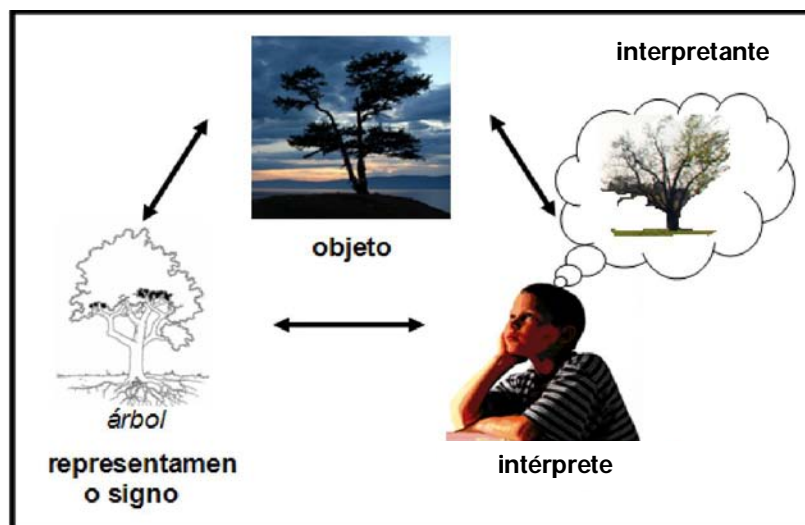 interpretante
objeto
árbol
representamen
o signo
intérprete